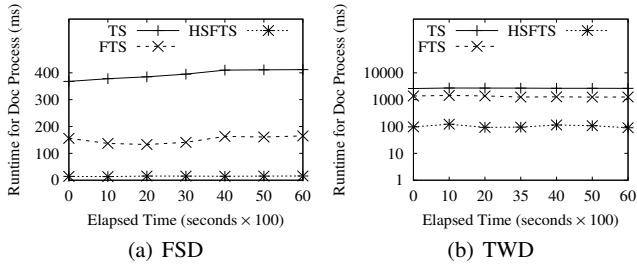 Runtime for Doc Process (ms)
TS
HSFTS
FTS
400
300
200
100
0
0 10 20 30 40 50 60
Elapsed Time (seconds × 100)
(a) FSD
Runtime for Doc Process (ms)
TS
HSFTS
FTS
10000
1000
100
10
1
0 10 20 35 40 50 60
Elapsed Time (seconds × 100)
(b) TWD